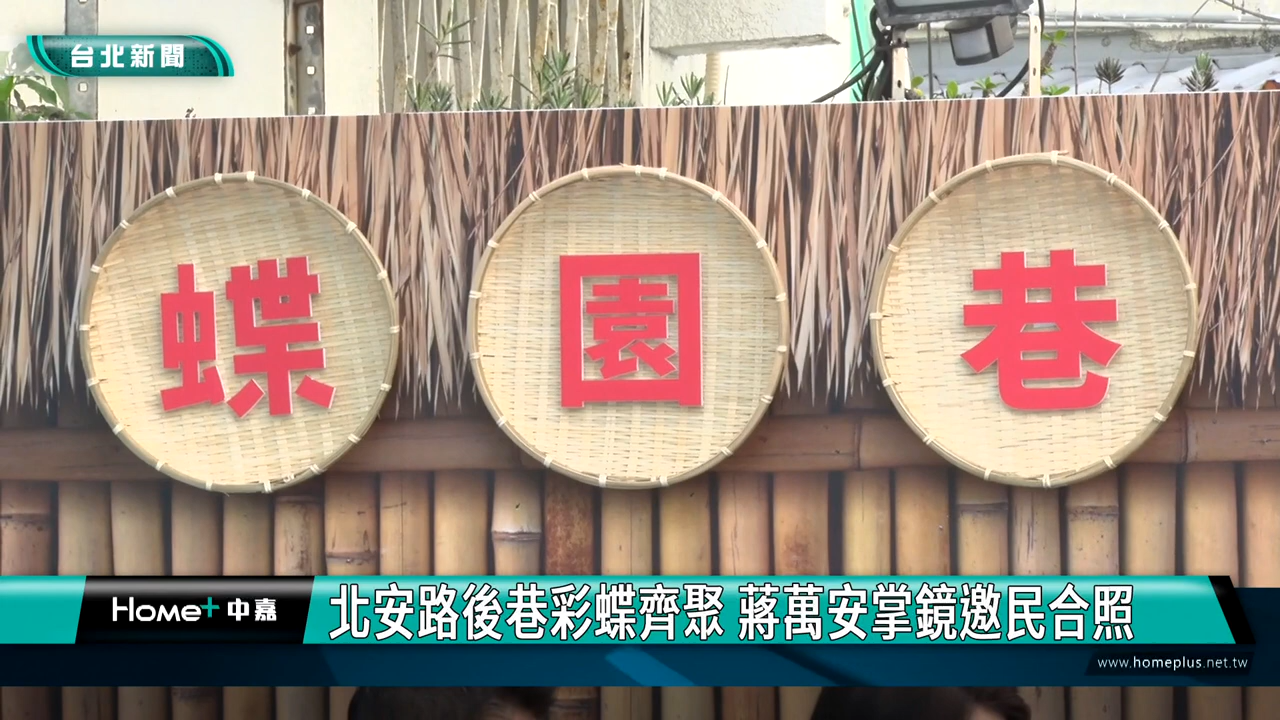 台北新聞
蝶園巷
Home+ 中嘉
北安路後巷彩蝶齊聚 蔣萬安掌鏡邀民合照
www.homeplus.net.tw